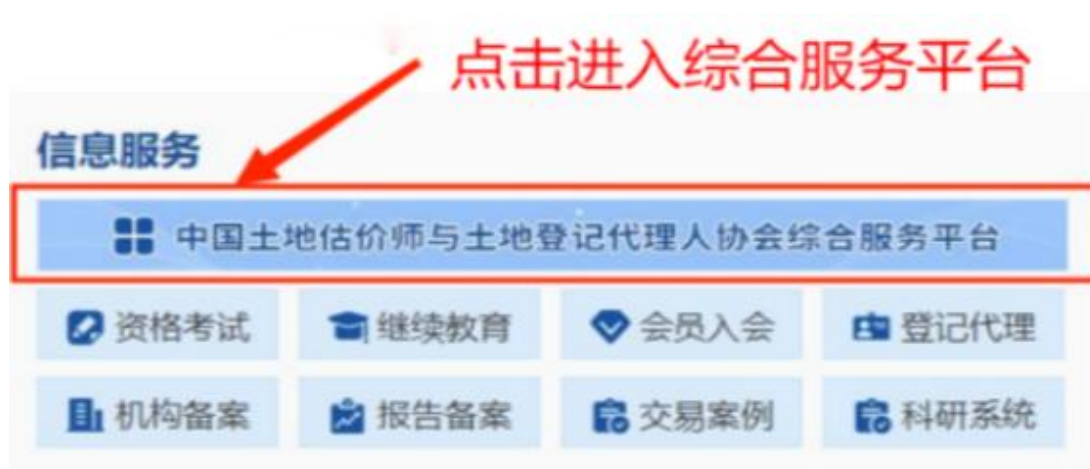 点击进入综合服务平台
信息服务
中国土地估价师与土地登记代理人协会综合服务平台
资格考试 继续教育 会员入会 登记代理
机构备案 报告备案 交易案例 科研系统